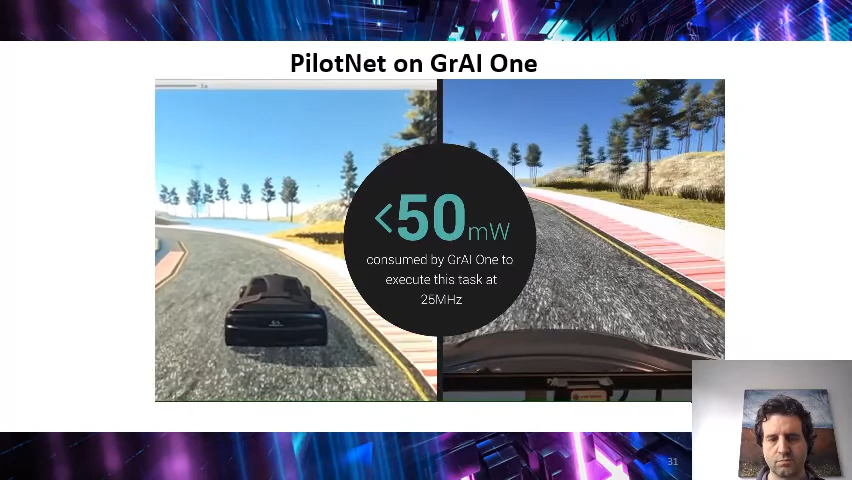 PilotNet on GrAI One
<50mW
consumed by GrAI One to
execute this task at
25MHz
31